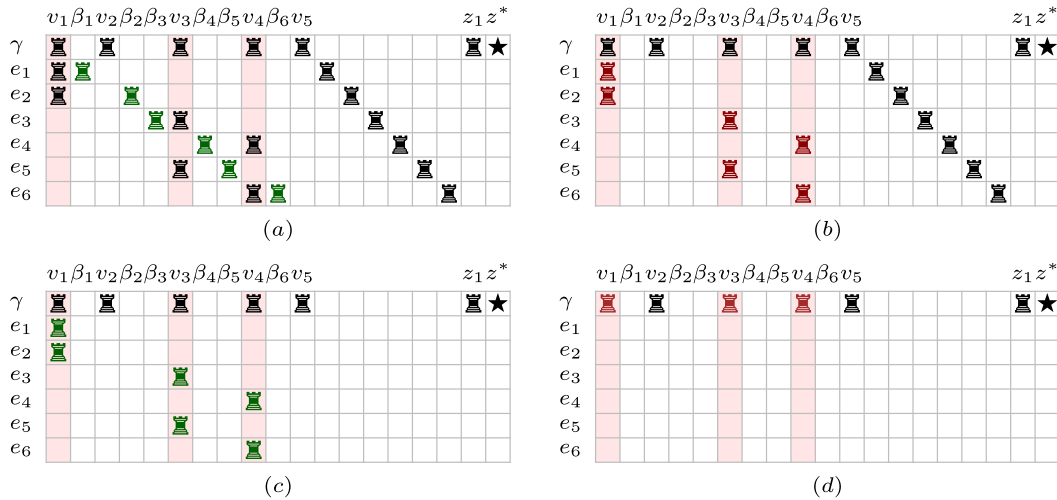 v₁ β₁ v₂ β₂ β₃ v₃ β₄ β₅ v₄ β₆ v₅ z₁ z* v₁ β₁ v₂ β₂ β₃ v₃ β₄ β₅ v₄ β₆ v₅ z₁ z*
γ γ
e₁ e₁
e₂ e₂
e₃ e₃
e₄ e₄
e₅ e₅
e₆ e₆
(a) (b)
v₁ β₁ v₂ β₂ β₃ v₃ β₄ β₅ v₄ β₆ v₅ z₁ z* v₁ β₁ v₂ β₂ β₃ v₃ β₄ β₅ v₄ β₆ v₅ z₁ z*
γ γ
e₁ e₁
e₂ e₂
e₃ e₃
e₄ e₄
e₅ e₅
e₆ e₆
(c) (d)